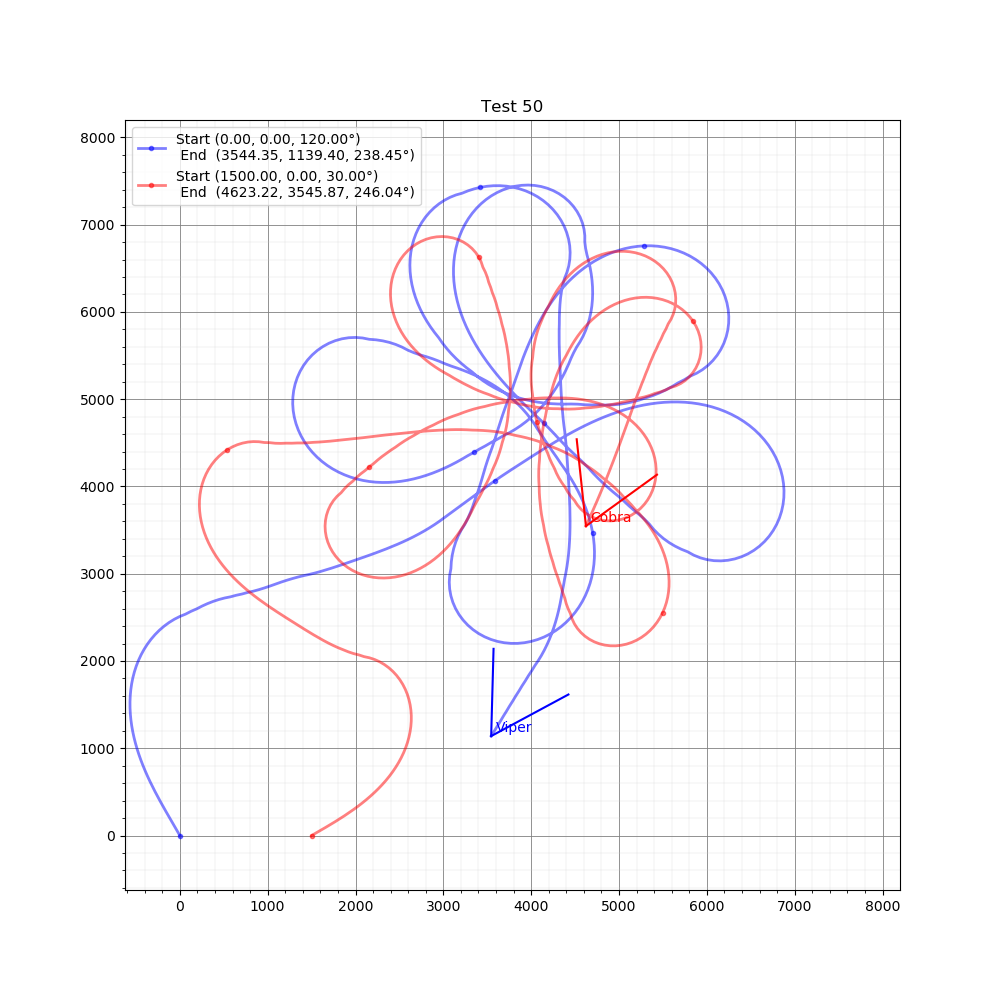 Test 50
Start (0.00, 0.00, 120.00°)
End (3544.35, 1139.40, 238.45°)
Start (1500.00, 0.00, 30.00°)
End (4623.22, 3545.87, 246.04°)
8000
7000
6000
5000
4000
3000
2000
1000
0
Cobra
Viper
0 1000 2000 3000 4000 5000 6000 7000 8000